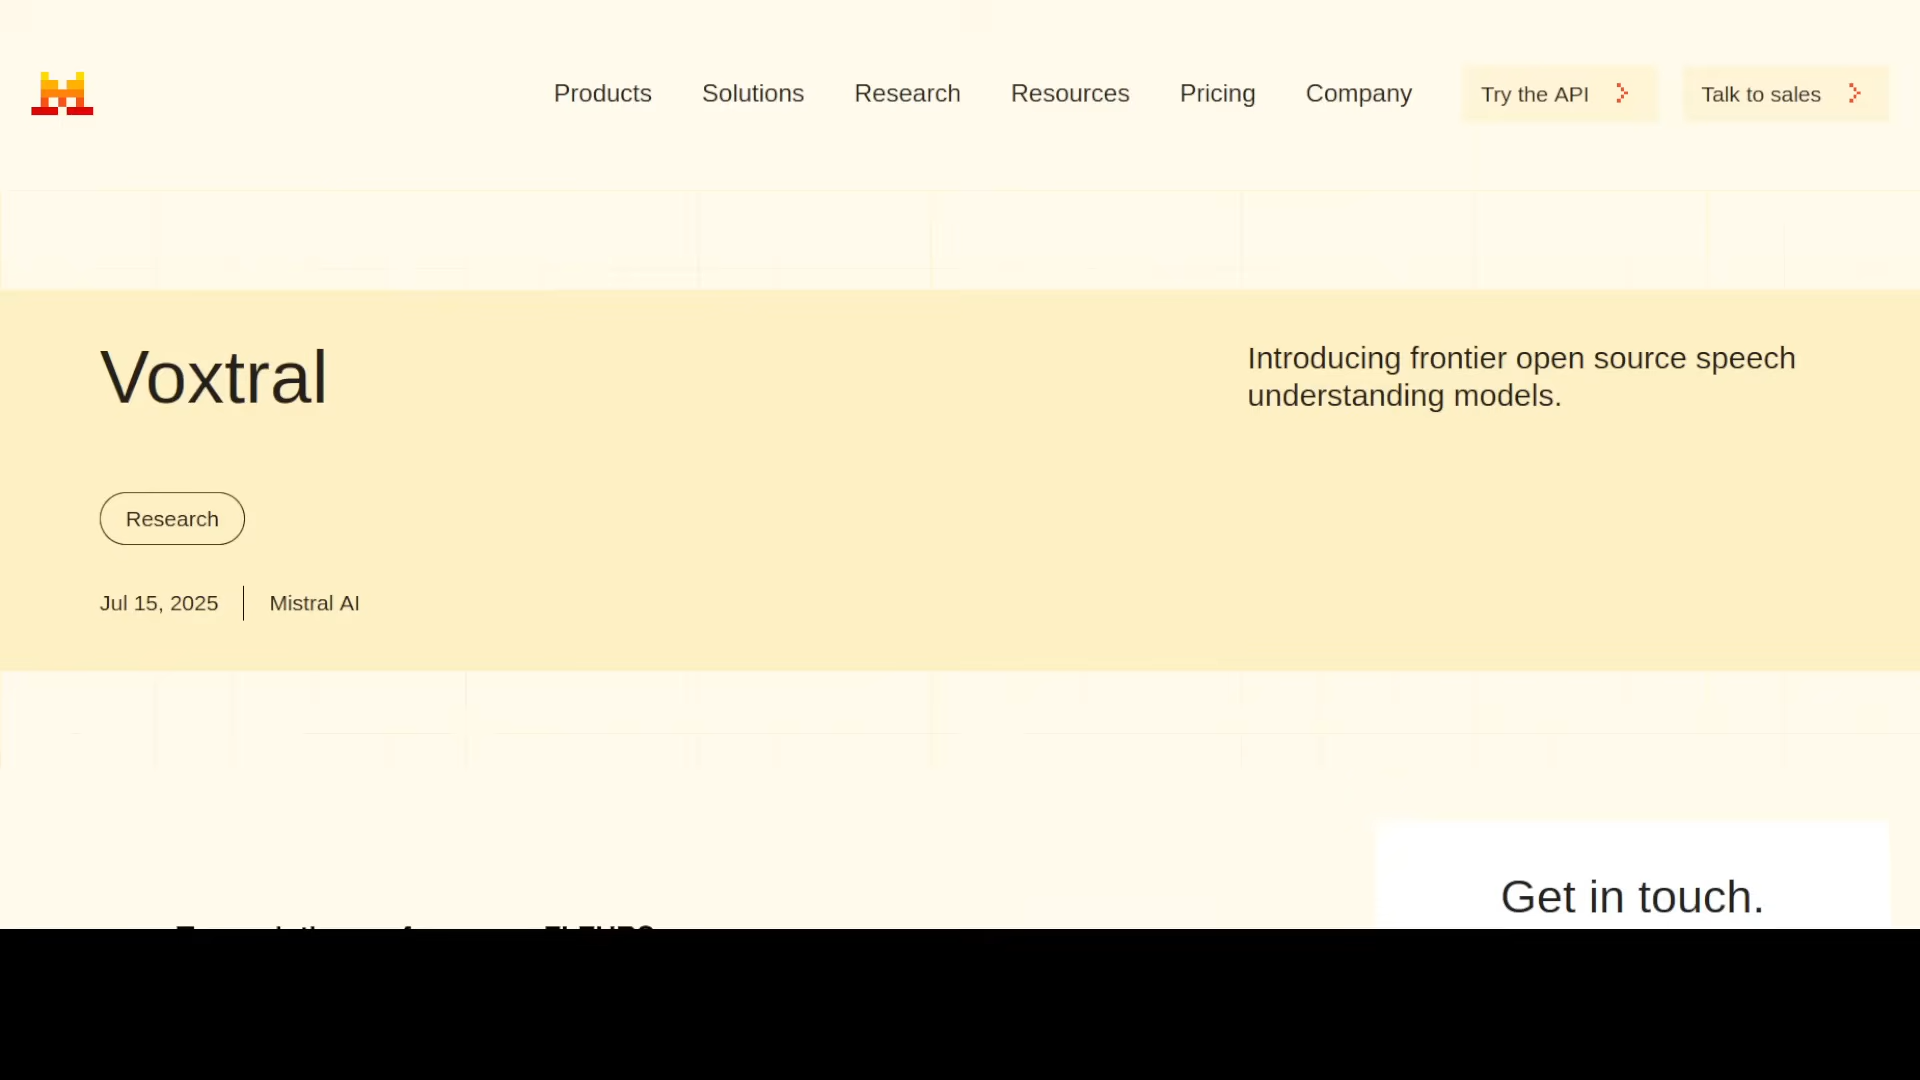 Products Solutions Research Resources Pricing Company Try the API Talk to sales
Voxtral
Introducing frontier open source speech
understanding models.
Research
Jul 15, 2025 Mistral AI
Get in touch.